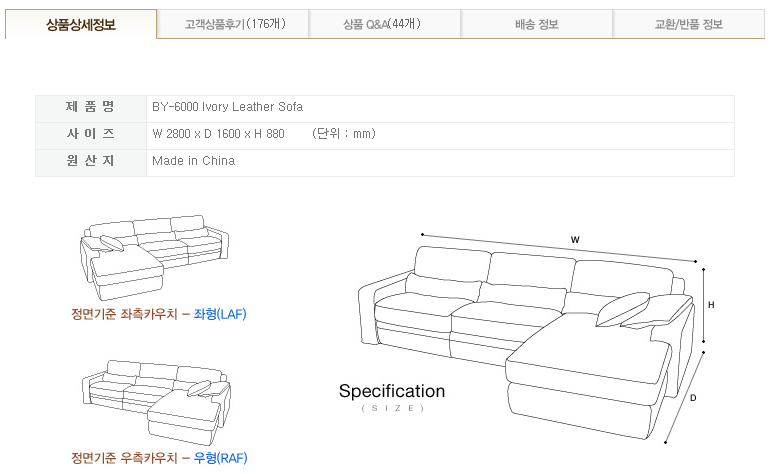 상품상세정보 고객상품후기(176개) 상품 Q&A(44개) 배송 정보 교환/반품 정보
제 품 명 BY-6000 Ivory Leather Sofa
사 이 즈 W 2800 x D 1600 x H 880 (단위 : mm)
원 산 지 Made in China
정면기준 좌측카우치 - 좌형(LAF)
정면기준 우측카우치 - 우형(RAF)
W
H
D
Specification
( S I Z E )